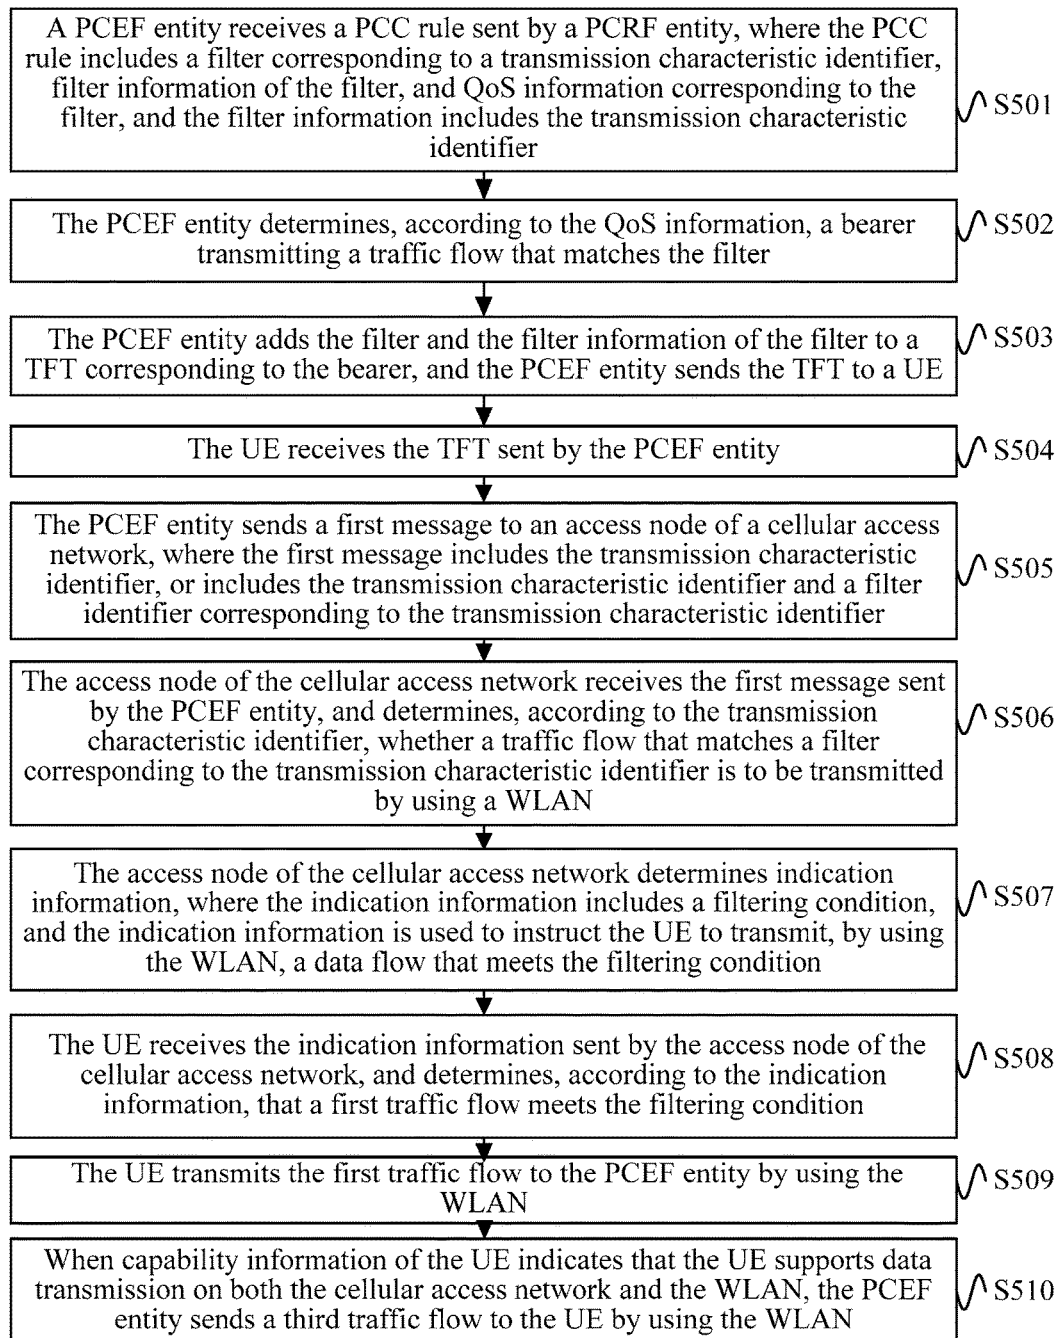 A PCEF entity receives a PCC rule sent by a PCRF entity, where the PCC
rule includes a filter corresponding to a transmission characteristic identifier,
filter information of the filter, and QoS information corresponding to the
filter, and the filter information includes the transmission characteristic
identifier
S501
The PCEF entity determines, according to the QoS information, a bearer
transmitting a traffic flow that matches the filter
S502
The PCEF entity adds the filter and the filter information of the filter to a
TFT corresponding to the bearer, and the PCEF entity sends the TFT to a UE
S503
The UE receives the TFT sent by the PCEF entity
S504
The PCEF entity sends a first message to an access node of a cellular access
network, where the first message includes the transmission characteristic
identifier, or includes the transmission characteristic identifier and a filter
identifier corresponding to the transmission characteristic identifier
S505
The access node of the cellular access network receives the first message sent
by the PCEF entity, and determines, according to the transmission
characteristic identifier, whether a traffic flow that matches a filter
corresponding to the transmission characteristic identifier is to be transmitted
by using a WLAN
S506
The access node of the cellular access network determines indication
information, where the indication information includes a filtering condition,
and the indication information is used to instruct the UE to transmit, by using
the WLAN, a data flow that meets the filtering condition
S507
The UE receives the indication information sent by the access node of the
cellular access network, and determines, according to the indication
information, that a first traffic flow meets the filtering condition
S508
The UE transmits the first traffic flow to the PCEF entity by using the
WLAN
S509
When capability information of the UE indicates that the UE supports data
transmission on both the cellular access network and the WLAN, the PCEF
entity sends a third traffic flow to the UE by using the WLAN
S510